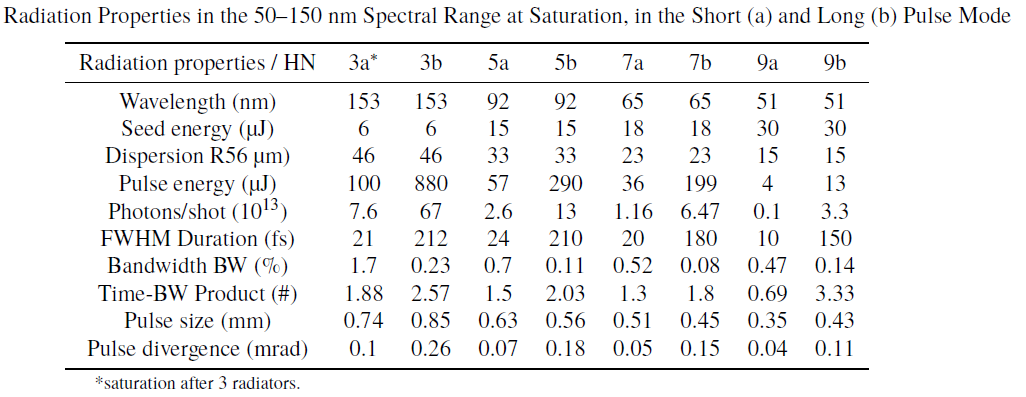 Radiation Properties in the 50–150 nm Spectral Range at Saturation, in the Short (a) and Long (b) Pulse Mode
Radiation properties / HN 3a* 3b 5a 5b 7a 7b 9a 9b
Wavelength (nm) 153 153 92 92 65 65 51 51
Seed energy (µJ) 6 6 15 15 18 18 30 30
Dispersion R56 µm) 46 46 33 33 23 23 15 15
Pulse energy (µJ) 100 880 57 290 36 199 4 13
Photons/shot (10¹³) 7.6 67 2.6 13 1.16 6.47 0.1 3.3
FWHM Duration (fs) 21 212 24 210 20 180 10 150
Bandwidth BW (%) 1.7 0.23 0.7 0.11 0.52 0.08 0.47 0.14
Time-BW Product (#) 1.88 2.57 1.5 2.03 1.3 1.8 0.69 3.33
Pulse size (mm) 0.74 0.85 0.63 0.56 0.51 0.45 0.35 0.43
Pulse divergence (mrad) 0.1 0.26 0.07 0.18 0.05 0.15 0.04 0.11
*saturation after 3 radiators.